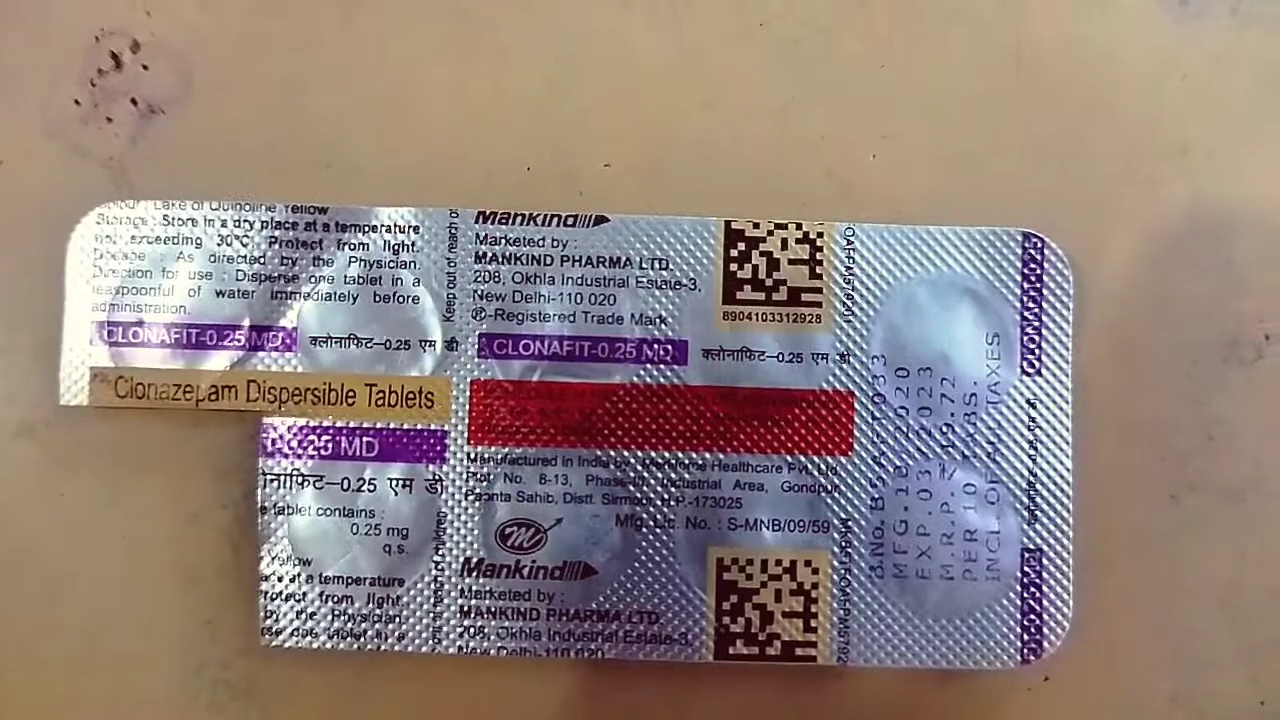 Lake of Quinoline Yellow
Storage : Store in a dry place at a temperature
not exceeding 30°C. Protect from light.
Dosage : As directed by the Physician.
Direction for use : Disperse one tablet in a
teaspoonful of water immediately before
administration.
CLONAFIT-0.25 MD
क्लोनाफिट-0.25 एम डी
Clonazepam Dispersible Tablets
Keep out of reach of
0.25 MD
नाफिट-0.25 एम डी
e tablet contains :
0.25 mg
q.s.
Yellow
at a temperature
rotect from light.
by the Physician.
rse one tablet in a
of children
Mankind
Marketed by :
MANKIND PHARMA LTD.
208, Okhla Industrial Estate-3,
New Delhi-110 020
®-Registered Trade Mark
8904103312928
CLONAFIT-0.25 MD
क्लोनाफिट-0.25 एम डी
Manufactured in India by : Mediforce Healthcare Pvt. Ltd.
Plot No. B-13, Phase-III, Industrial Area, Gondpur,
Paonta Sahib, Distt. Sirmour, H.P.-173025
Mfg. Lic. No. : S-MNB/09/59
m
Mankind
Marketed by :
MANKIND PHARMA LTD.
208, Okhla Industrial Estate-3,
New Delhi-110 020
MFG.10/2020
EXP.03/2023
M.R.P.₹19.72
PER 10 TABS.
INCL.OF ALL TAXES